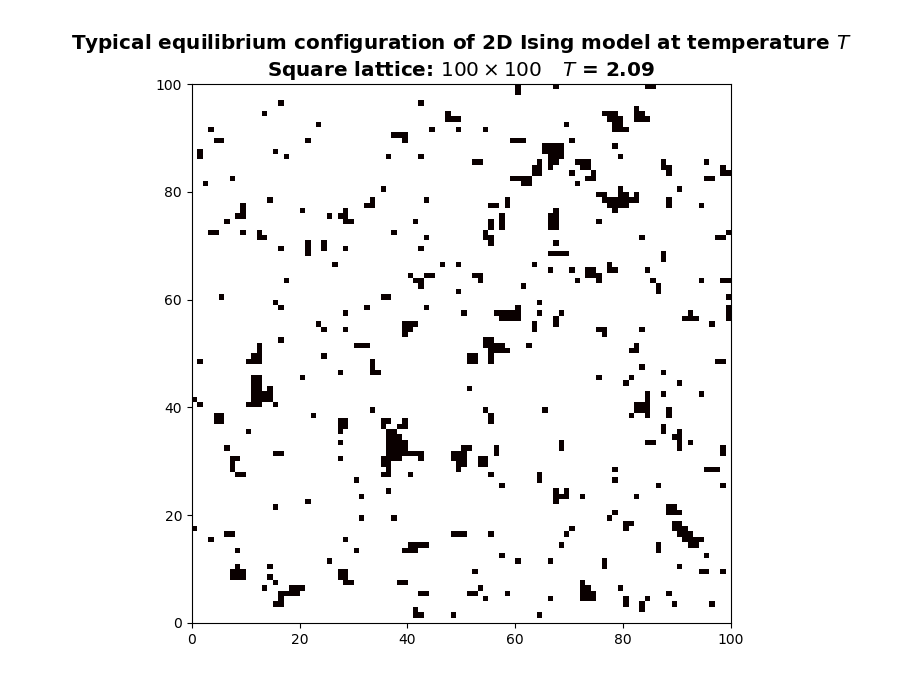 Typical equilibrium configuration of 2D Ising model at temperature T
Square lattice: 100 × 100 T = 2.09
100
80
60
40
20
0
0 20 40 60 80 100